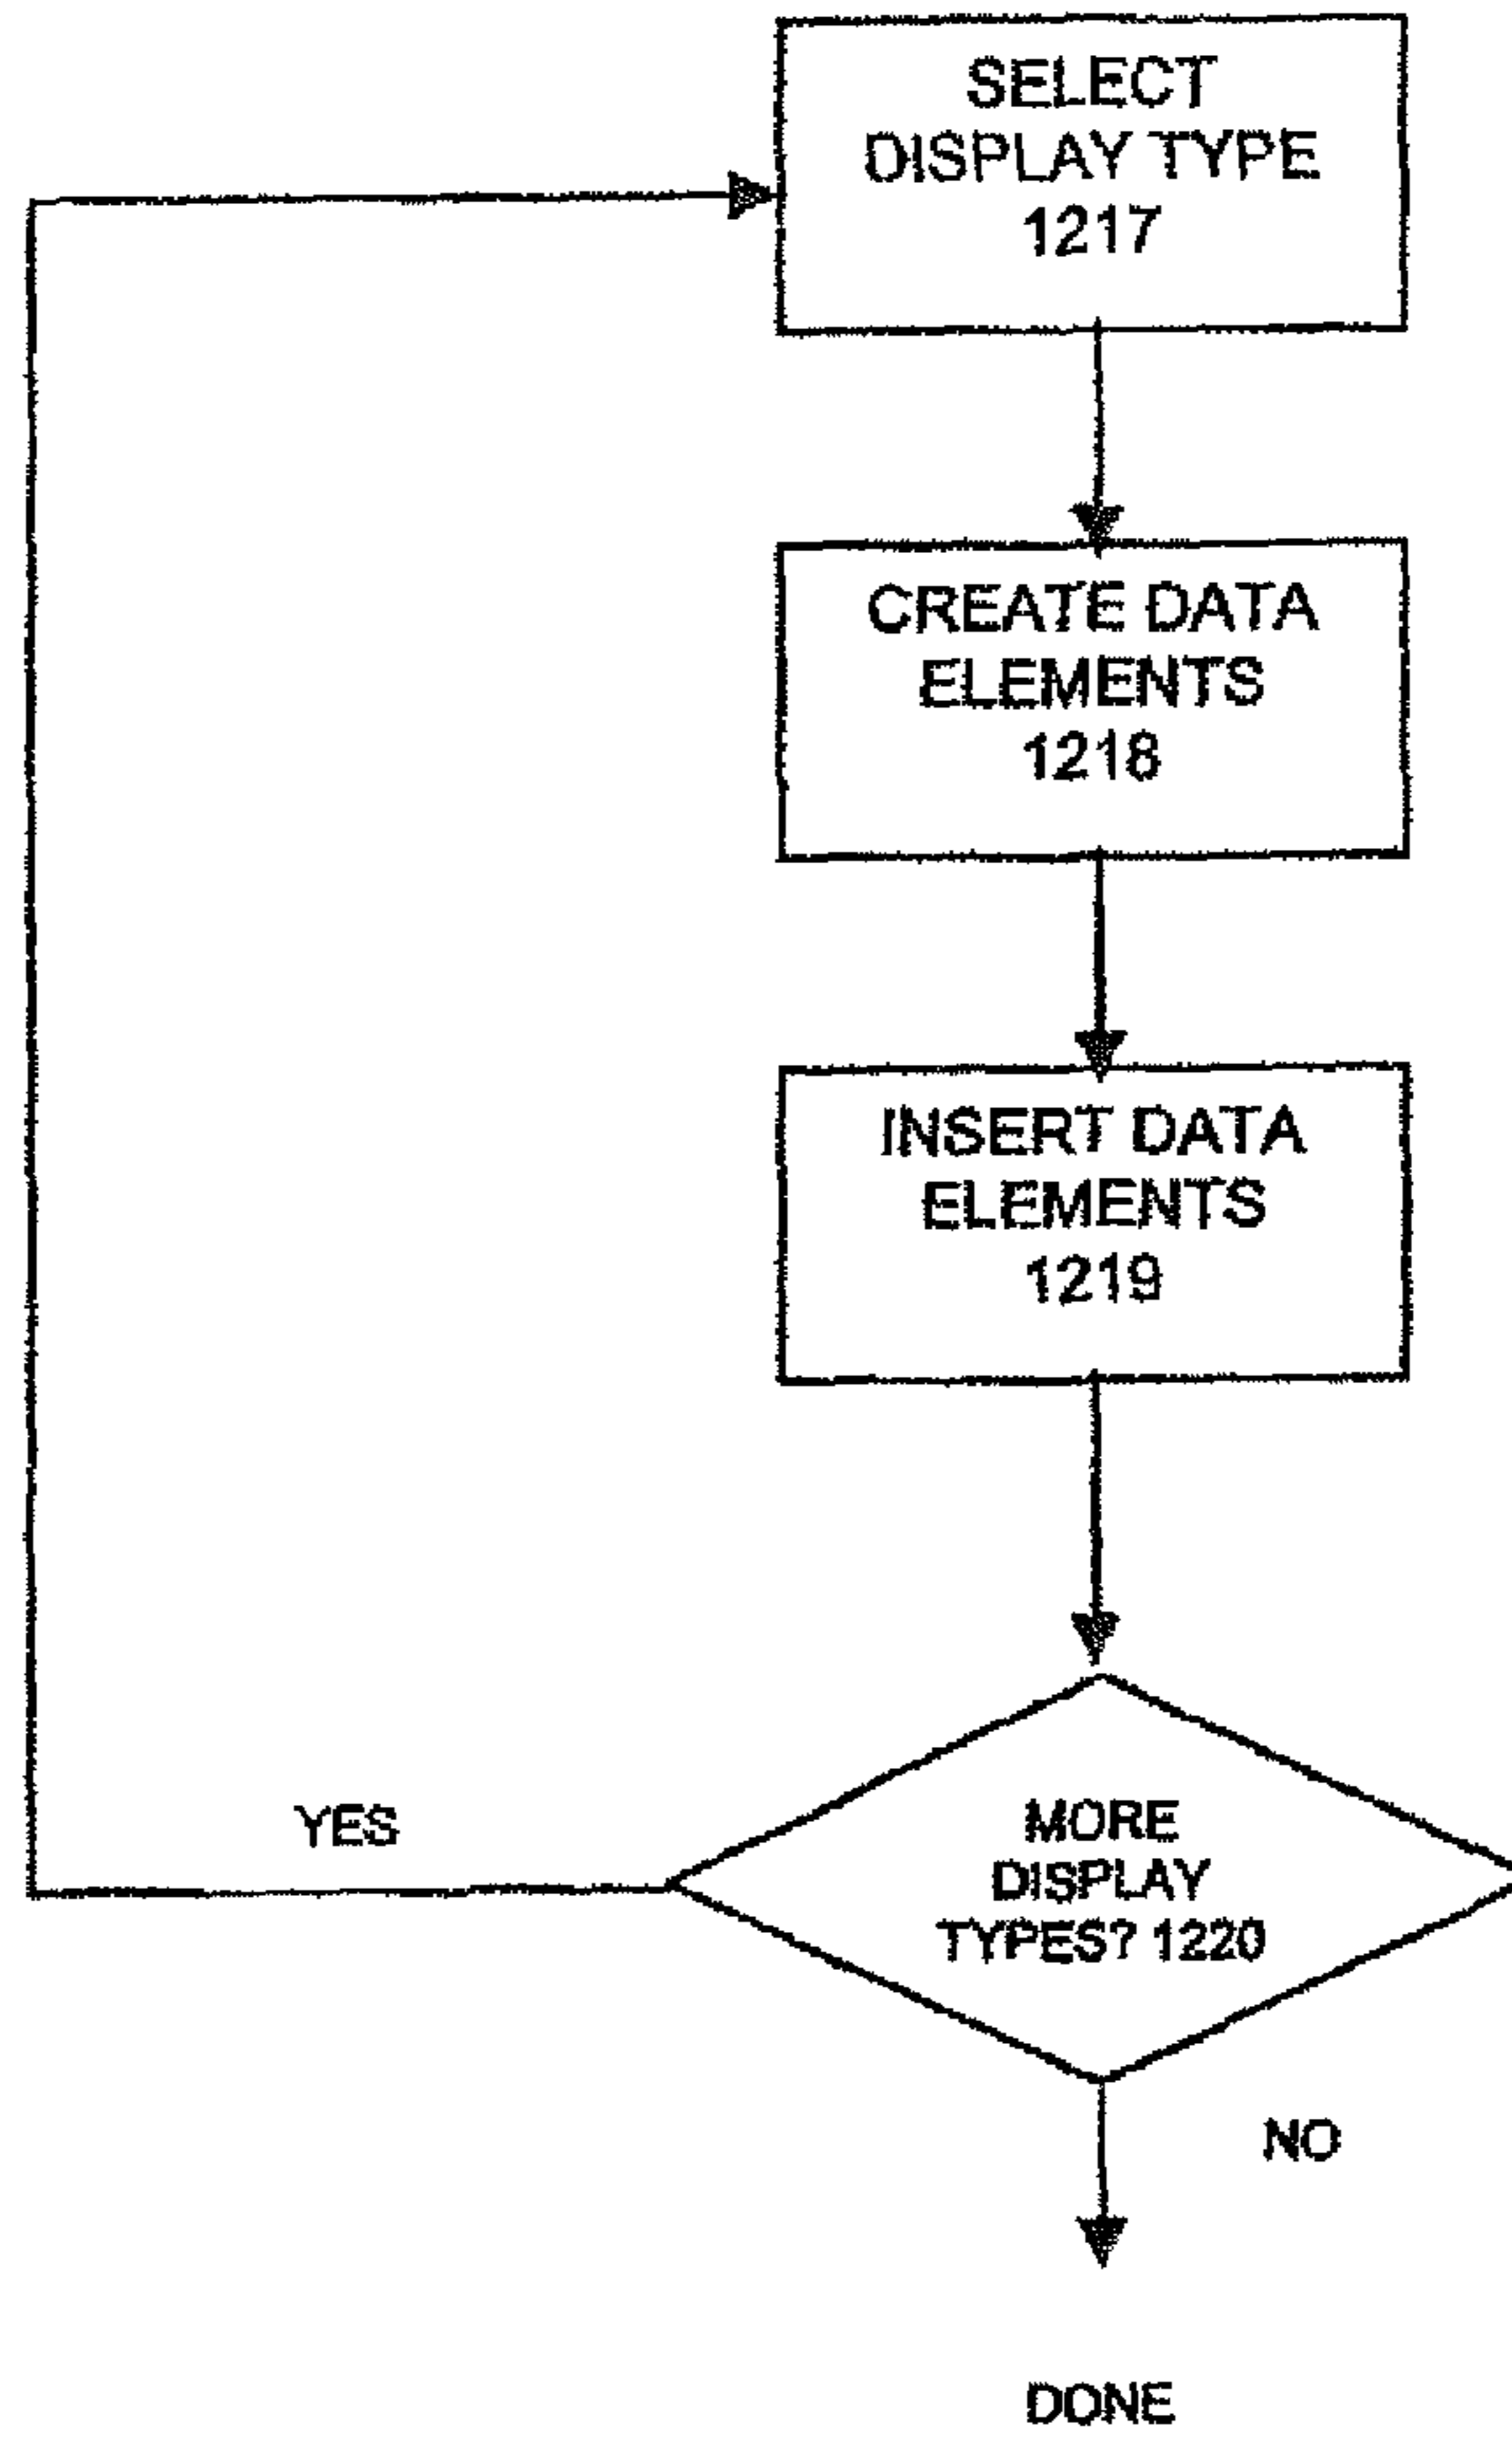 SELECT
DISPLAY TYPE
1217
CREATE DATA
ELEMENTS
1218
INSERT DATA
ELEMENTS
1219
MORE
DISPLAY
TYPES? 1220
YES
NO
DONE